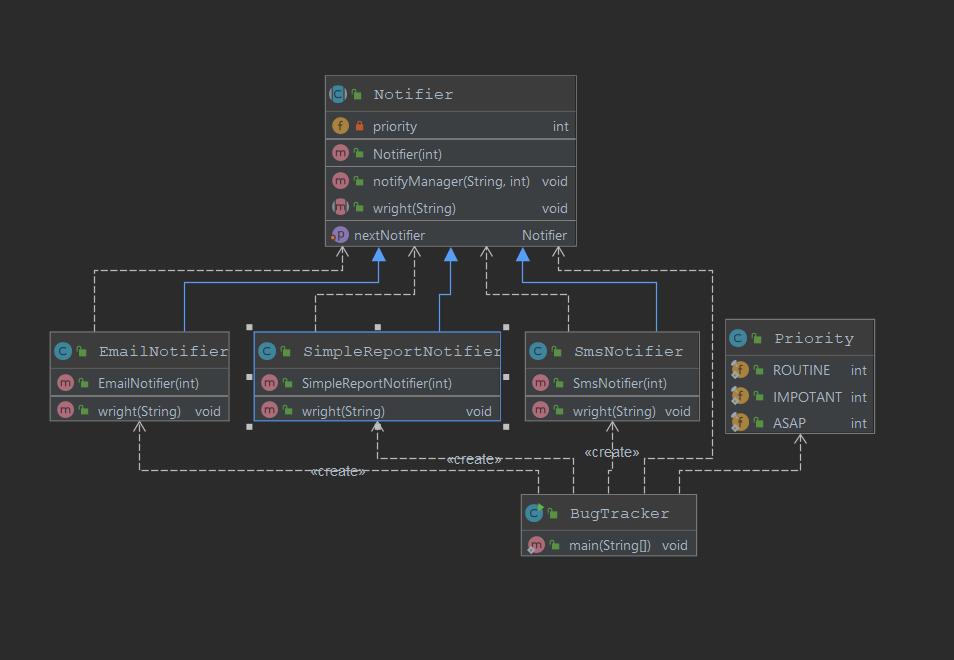 Notifier
priority int
Notifier(int)
notifyManager(String, int) void
wright(String) void
nextNotifier Notifier
EmailNotifier
EmailNotifier(int)
wright(String) void
SimpleReportNotifier
SimpleReportNotifier(int)
wright(String) void
SmsNotifier
SmsNotifier(int)
wright(String) void
Priority
ROUTINE int
IMPOTANT int
ASAP int
«create»
«create»
«create»
BugTracker
main(String[]) void